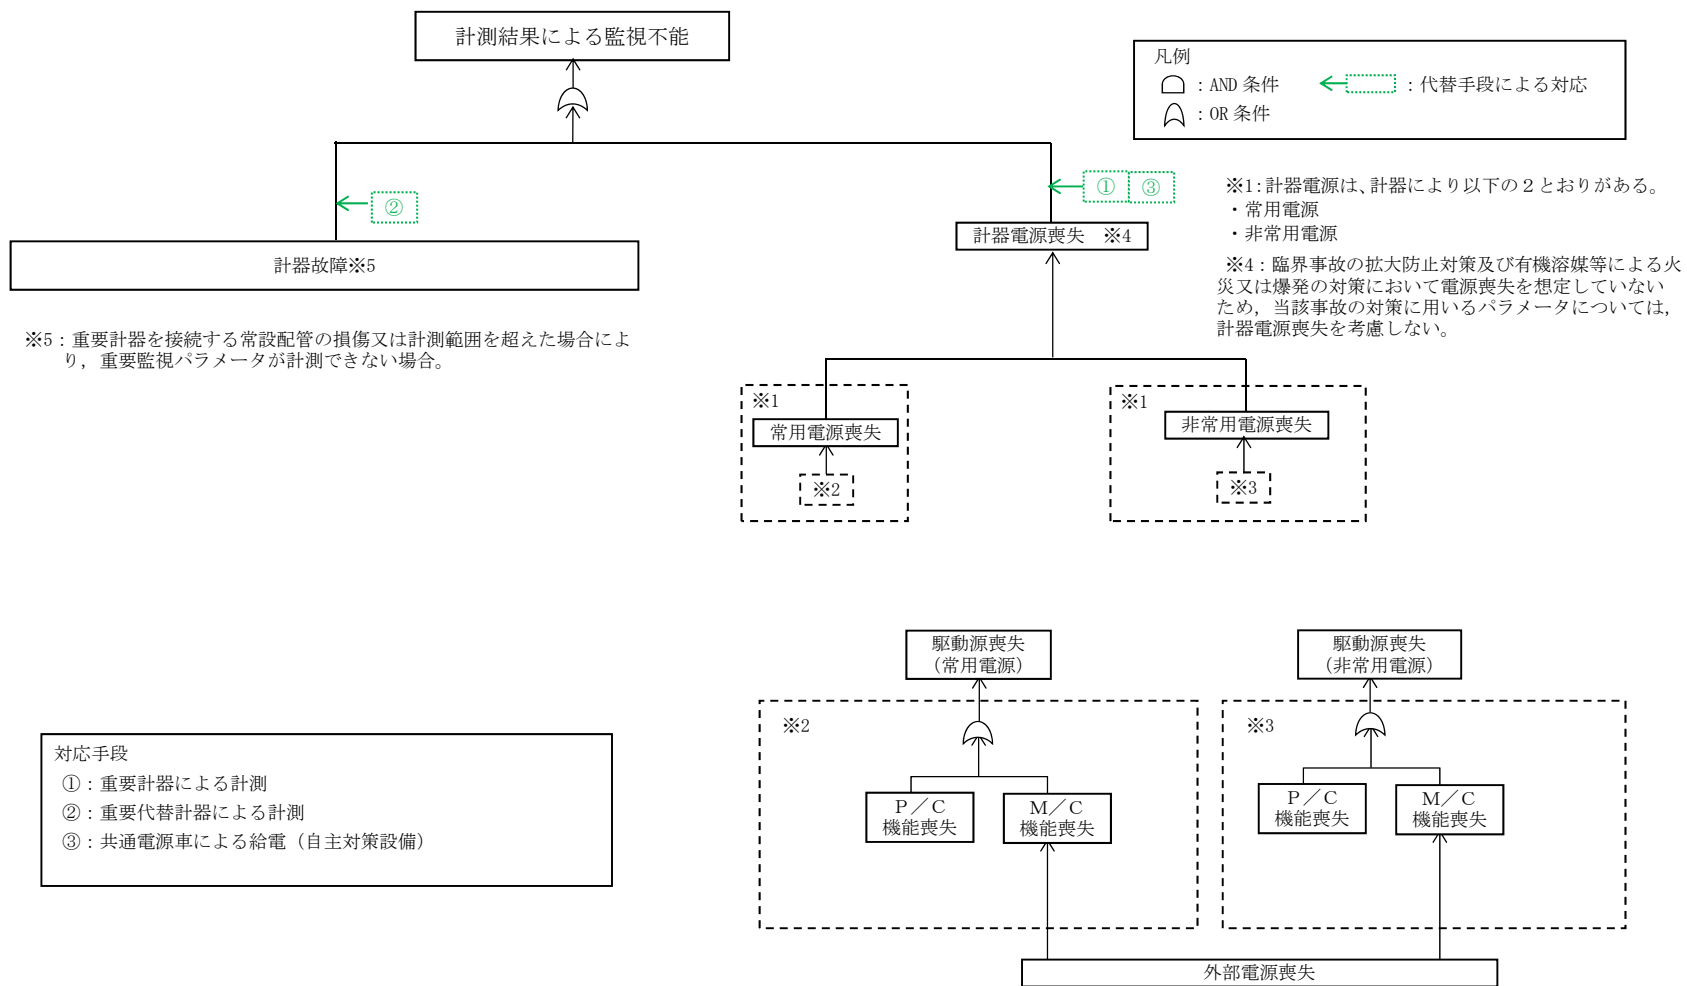 計測結果による監視不能
凡例
：AND 条件
：代替手段による対応
：OR 条件
②
① ③
※1：計器電源は、計器により以下の２とおりがある。
・常用電源
・非常用電源
計器電源喪失　※4
計器故障※5
※4：臨界事故の拡大防止対策及び有機溶媒等による火
災又は爆発の対策において電源喪失を想定していない
ため，当該事故の対策に用いるパラメータについては，
計器電源喪失を考慮しない。
※5：重要計器を接続する常設配管の損傷又は計測範囲を超えた場合によ
り，重要監視パラメータが計測できない場合。
※1
常用電源喪失
※2
※1
非常用電源喪失
※3
駆動源喪失
（常用電源）
※2
Ｐ／Ｃ
機能喪失
Ｍ／Ｃ
機能喪失
駆動源喪失
（非常用電源）
※3
Ｐ／Ｃ
機能喪失
Ｍ／Ｃ
機能喪失
外部電源喪失
対応手段
①：重要計器による計測
②：重要代替計器による計測
③：共通電源車による給電（自主対策設備）